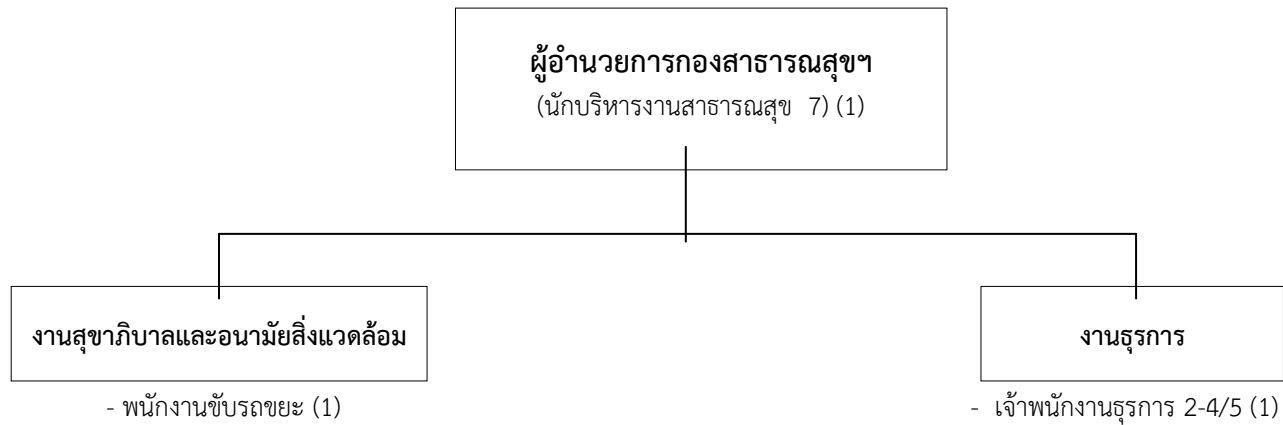 ผู้อำนวยการกองสาธารณสุขฯ
(นักบริหารงานสาธารณสุข 7) (1)
งานสุขาภิบาลและอนามัยสิ่งแวดล้อม
- พนักงานขับรถขยะ (1)
งานธุรการ
- เจ้าพนักงานธุรการ 2-4/5 (1)